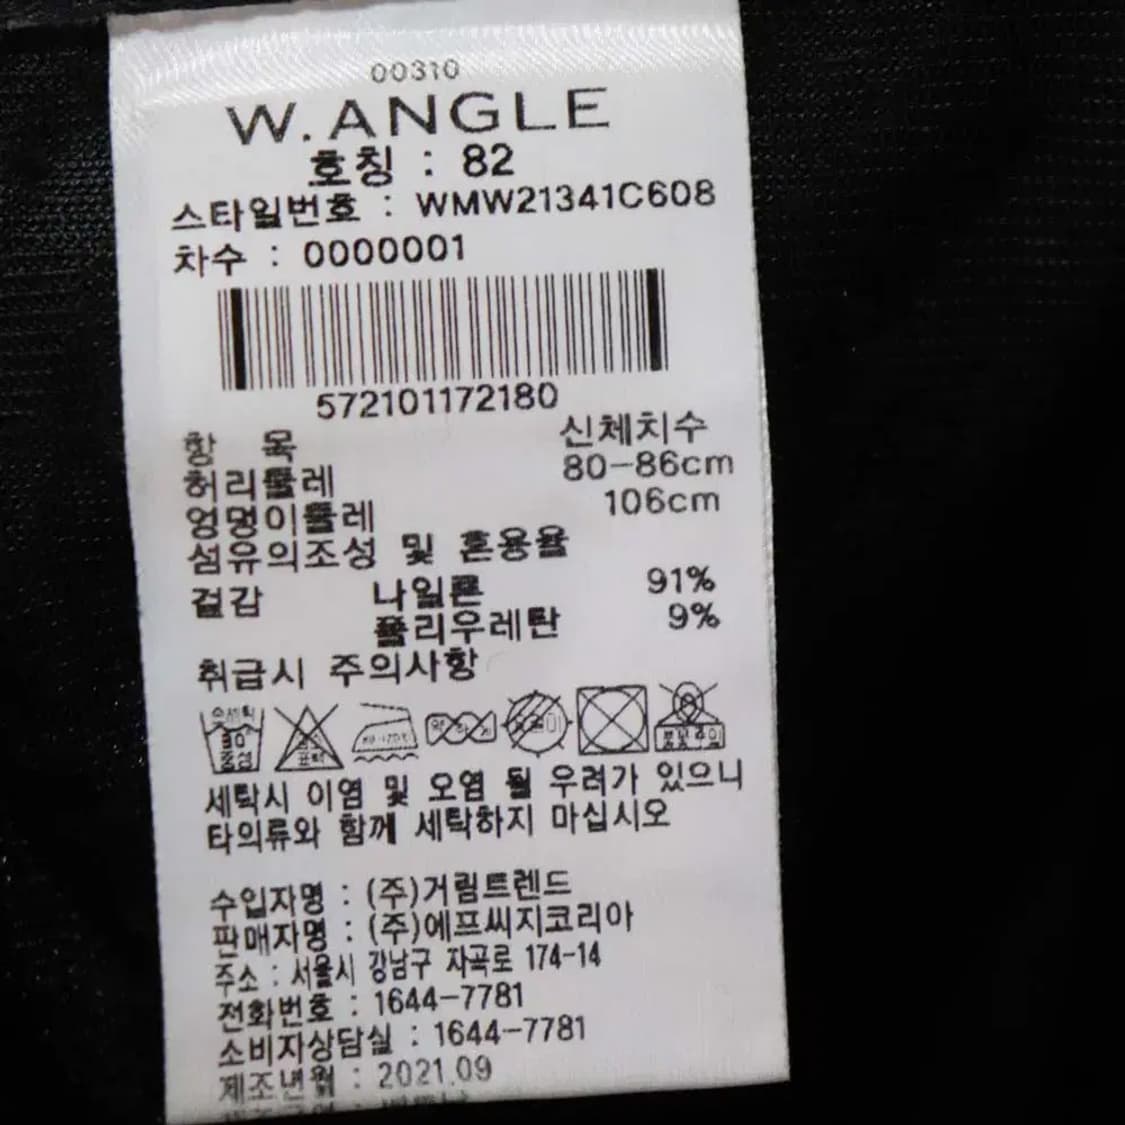 00310
W.ANGLE
호칭 : 82
스타일번호 : WMW21341C608
차수 : 0000001
572101172180
항 목 신체치수
허리둘레 80-86cm
엉덩이둘레 106cm
섬유의조성 및 혼용율
겉감 나일론 91%
폴리우레탄 9%
취급시 주의사항
손세탁 30° 중성
세탁시 이염 및 오염 될 우려가 있으니
타의류와 함께 세탁하지 마십시오
수입자명 : (주)거림트렌드
판매자명 : (주)에프씨지코리아
주소 : 서울시 강남구 자곡로 174-14
전화번호 : 1644-7781
소비자상담실 : 1644-7781
제조년월 : 2021.09